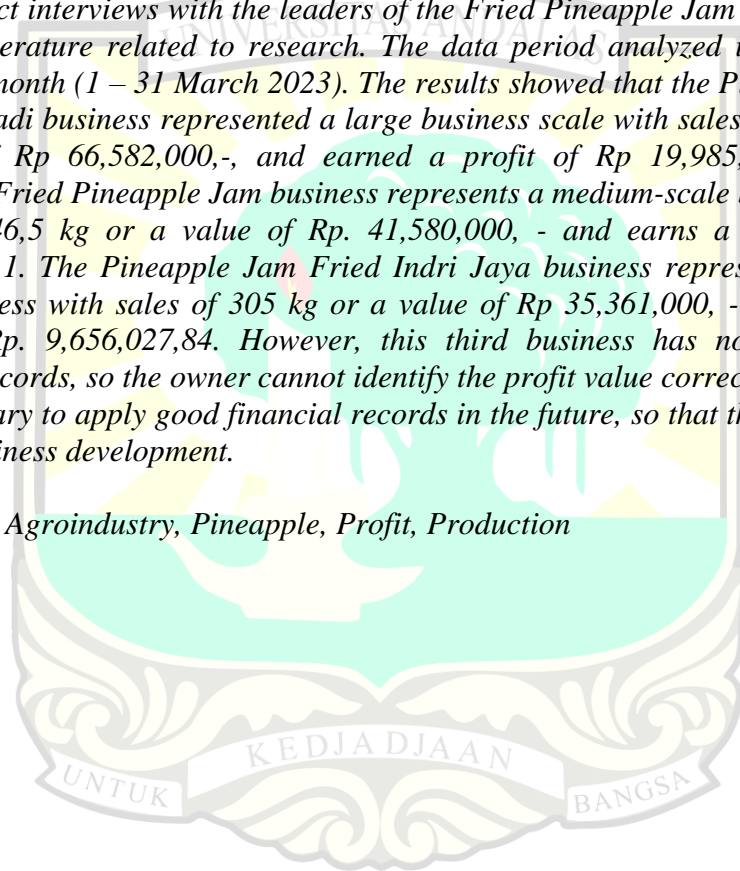 ct interviews with the leaders of the Fried Pineapple Jam
erature related to research. The data period analyzed
month (1 – 31 March 2023). The results showed that the P
adi business represented a large business scale with sales
Rp 66,582,000,-, and earned a profit of Rp 19,985,
Fried Pineapple Jam business represents a medium-scale
46,5 kg or a value of Rp. 41,580,000, - and earns a
1. The Pineapple Jam Fried Indri Jaya business repres
ess with sales of 305 kg or a value of Rp 35,361,000, -
Rp. 9,656,027,84. However, this third business has no
cords, so the owner cannot identify the profit value correc
ary to apply good financial records in the future, so that th
iness development.
Agroindustry, Pineapple, Profit, Production
UNIVERSITAS ANDALAS
KEDJADJAAN
UNTUK
BANGSA